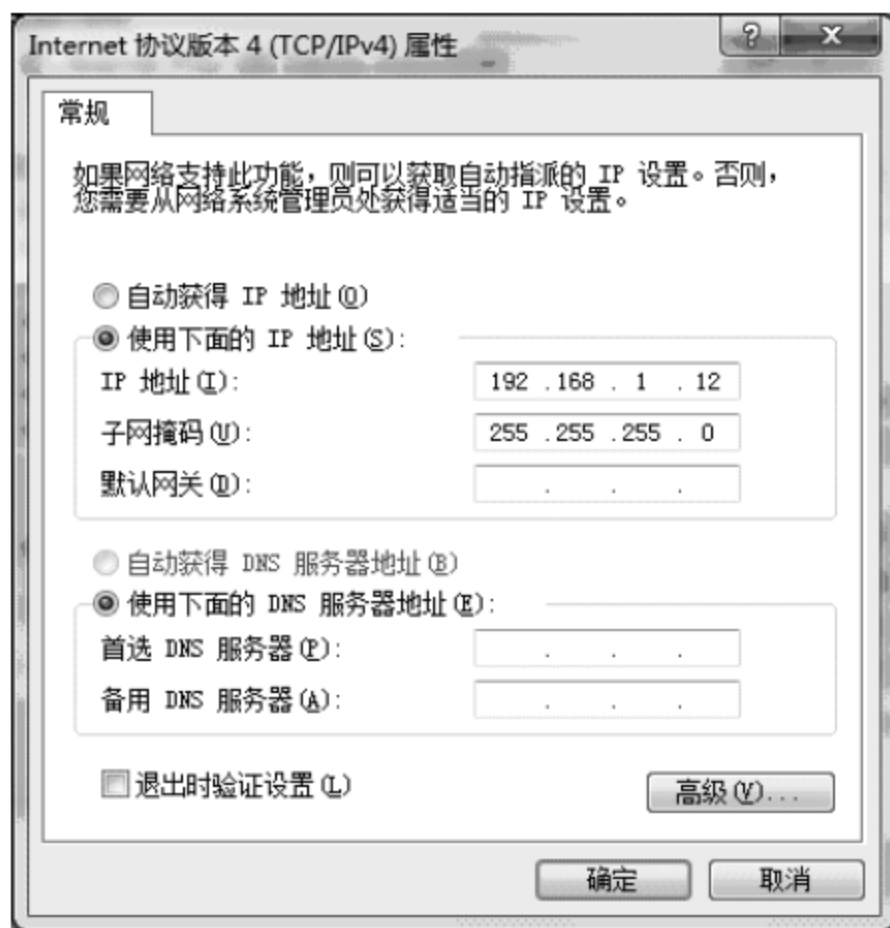 Internet 协议版本 4 (TCP/IPv4) 属性
?
常规
如果网络支持此功能，则可以获取自动指派的 IP 设置。否则，
您需要从网络系统管理员处获得适当的 IP 设置。
自动获得 IP 地址(O)
使用下面的 IP 地址(S):
IP 地址(I): 192 .168 . 1 . 12
子网掩码(U): 255 .255 .255 . 0
默认网关(D): . . .
自动获得 DNS 服务器地址(B)
使用下面的 DNS 服务器地址(E):
首选 DNS 服务器(P): . . .
备用 DNS 服务器(A): . . .
退出时验证设置(L)
高级(V)...
确定 取消